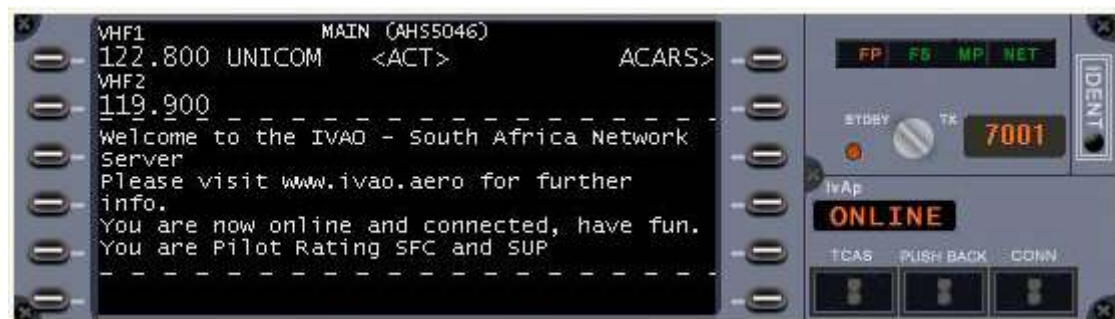 VHF1 MAIN (AHS5046)
122.800 UNICOM <ACT> ACARS>
VHF2
119.900
Welcome to the IVAO - South Africa Network
Server
Please visit www.ivao.aero for further
info.
You are now online and connected, have fun.
You are Pilot Rating SFC and SUP
FP FS MP NET
IDENT
STDBY TX 7001
IvAp
ONLINE
TCAS PUSH BACK CONN